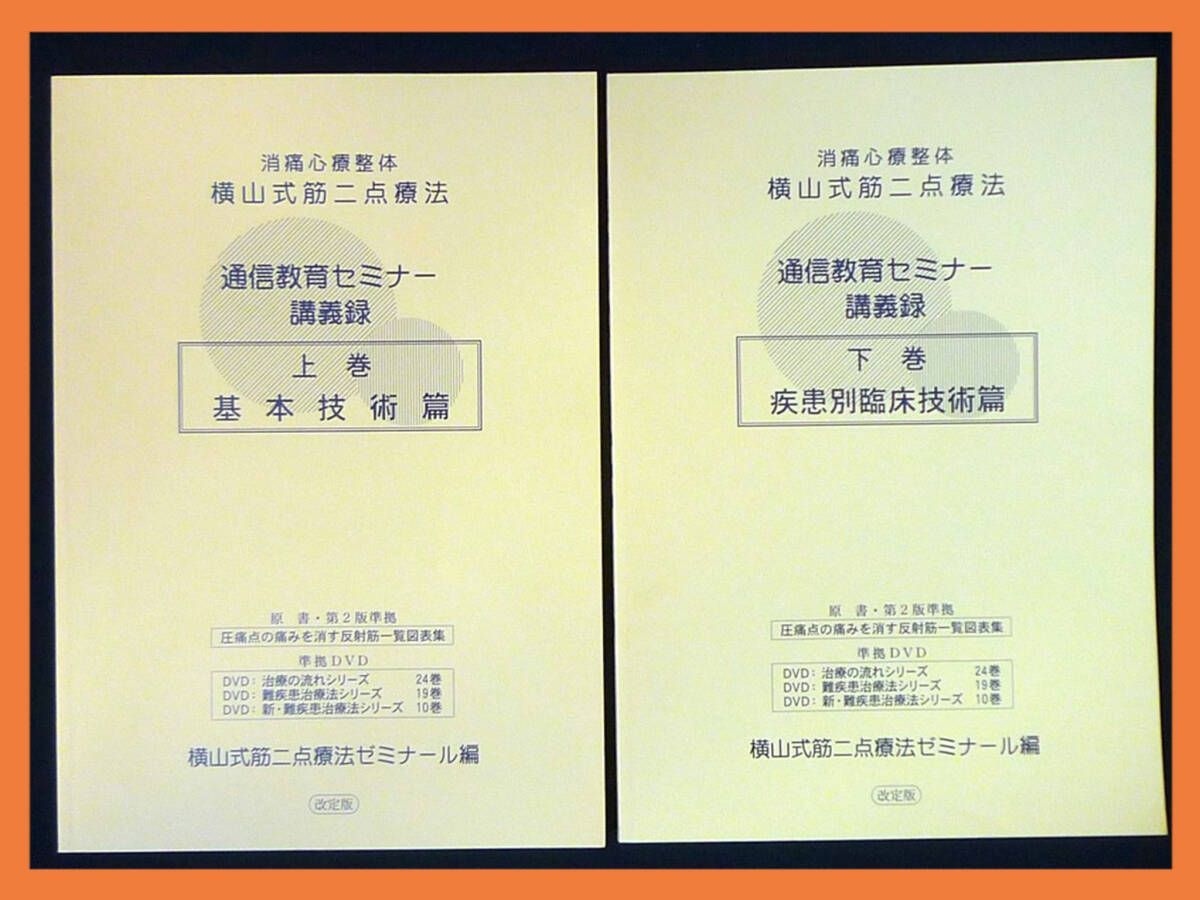 消痛心療整体
横山式筋二点療法
通信教育セミナー
講義録
上巻
基本技術篇
原 書・第2版準拠
圧痛点の痛みを消す反射筋一覧図表集
準拠DVD
DVD: 治療の流れシリーズ 24巻
DVD: 難疾患治療法シリーズ 19巻
DVD: 新・難疾患治療法シリーズ 10巻
横山式筋二点療法ゼミナール編
改定版
消痛心療整体
横山式筋二点療法
通信教育セミナー
講義録
下巻
疾患別臨床技術篇
原 書・第2版準拠
圧痛点の痛みを消す反射筋一覧図表集
準拠DVD
DVD: 治療の流れシリーズ 24巻
DVD: 難疾患治療法シリーズ 19巻
DVD: 新・難疾患治療法シリーズ 10巻
横山式筋二点療法ゼミナール編
改定版